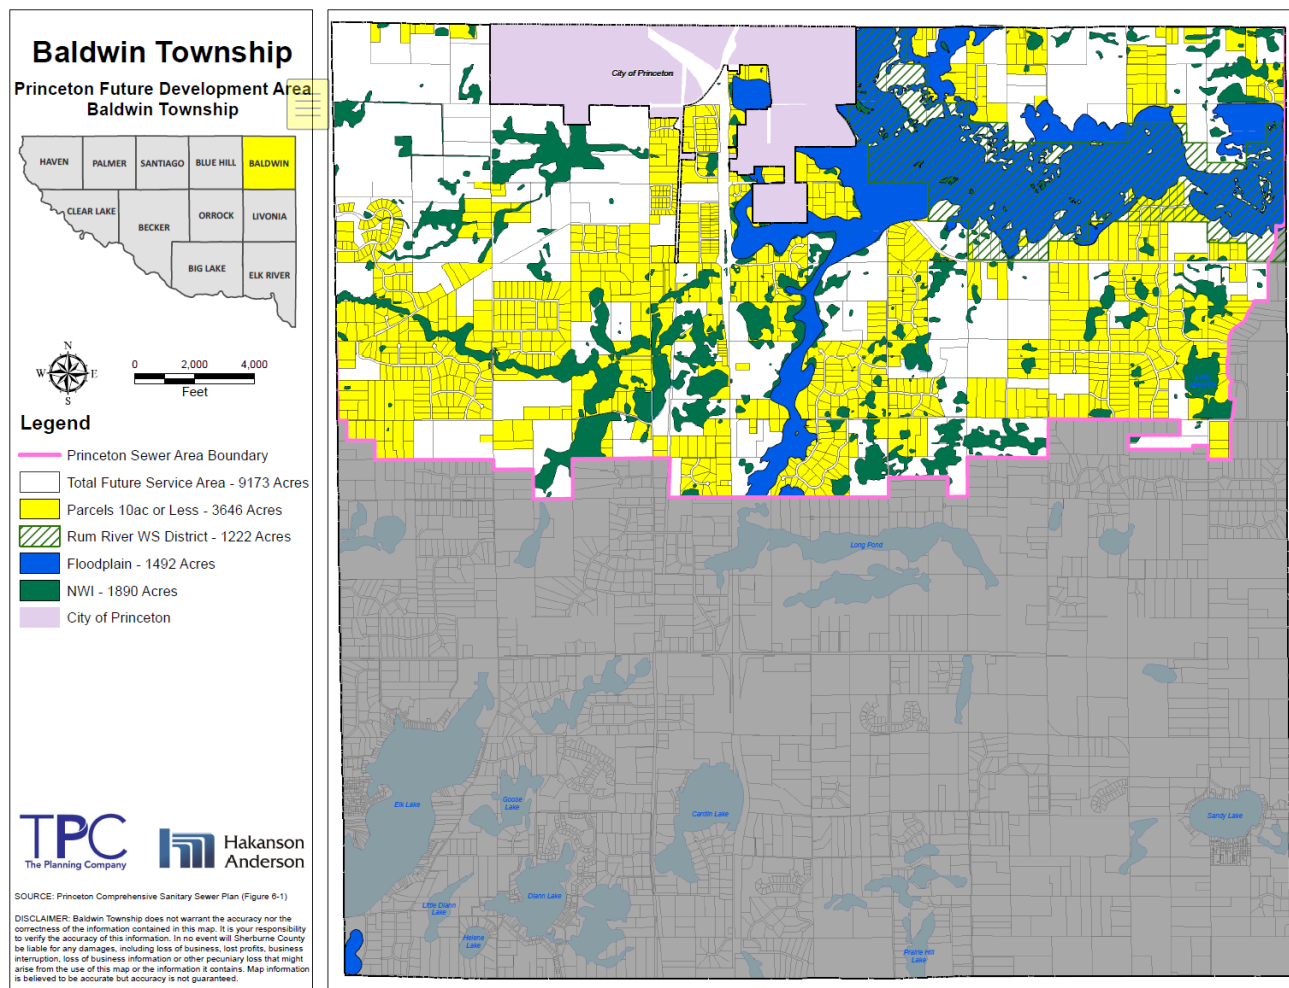 Baldwin Township
Princeton Future Development Area
Baldwin Township
HAVEN
PALMER
SANTIAGO
BLUE HILL
BALDWIN
CLEAR LAKE
BECKER
ORROCK
LIVONIA
BIG LAKE
ELK RIVER
N
W
E
S
0 2,000 4,000
Feet
Legend
Princeton Sewer Area Boundary
Total Future Service Area - 9173 Acres
Parcels 10ac or Less - 3646 Acres
Rum River WS District - 1222 Acres
Floodplain - 1492 Acres
NWI - 1890 Acres
City of Princeton
TPC
The Planning Company
Hakanson
Anderson
SOURCE: Princeton Comprehensive Sanitary Sewer Plan (Figure 6-1)
DISCLAIMER: Baldwin Township does not warrant the accuracy nor the
correctness of the information contained in this map. It is your responsibility
to verify the accuracy of this information. In no event will Sherburne County
be liable for any damages, including loss of business, lost profits, business
interruption, loss of business information or other pecuniary loss that might
arise from the use of this map or the information it contains. Map information
is believed to be accurate but accuracy is not guaranteed.
City of Princeton
Long Pond
Elk Lake
Goose
Lake
Cantlin Lake
Sandy Lake
Diann Lake
Little Diann
Lake
Helene
Lake
Prairie Hill
Lake